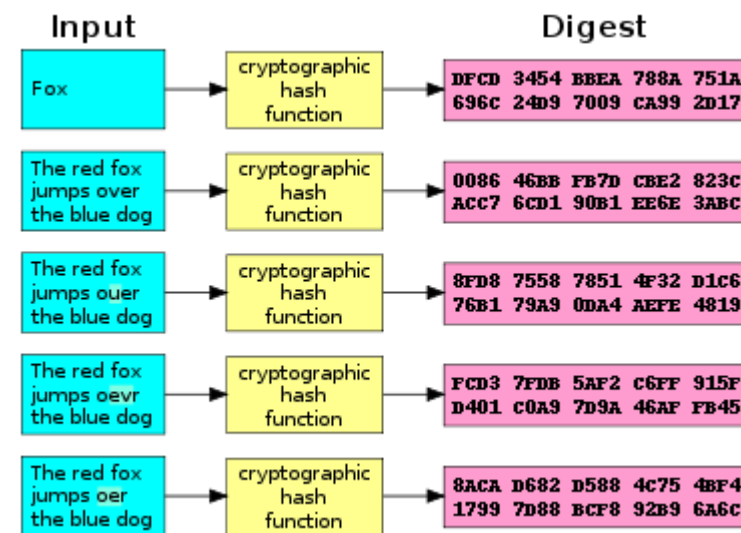 Input
Digest
Fox
cryptographic
hash
function
DFCD 3454 BBEA 788A 751A
696C 24D9 7009 CA99 2D17
The red fox
jumps over
the blue dog
cryptographic
hash
function
0086 46BB FB7D CBE2 823C
ACC7 6CD1 90B1 EE6E 3ABC
The red fox
jumps ouer
the blue dog
cryptographic
hash
function
8FD8 7558 7851 4F32 D1C6
76B1 79A9 0DA4 AEFE 4819
The red fox
jumps oevr
the blue dog
cryptographic
hash
function
FCD3 7FDB 5AF2 C6FF 915F
D401 C0A9 7D9A 46AF FB45
The red fox
jumps oer
the blue dog
cryptographic
hash
function
8ACA D682 D588 4C75 4BF4
1799 7D88 BCF8 92B9 6A6C